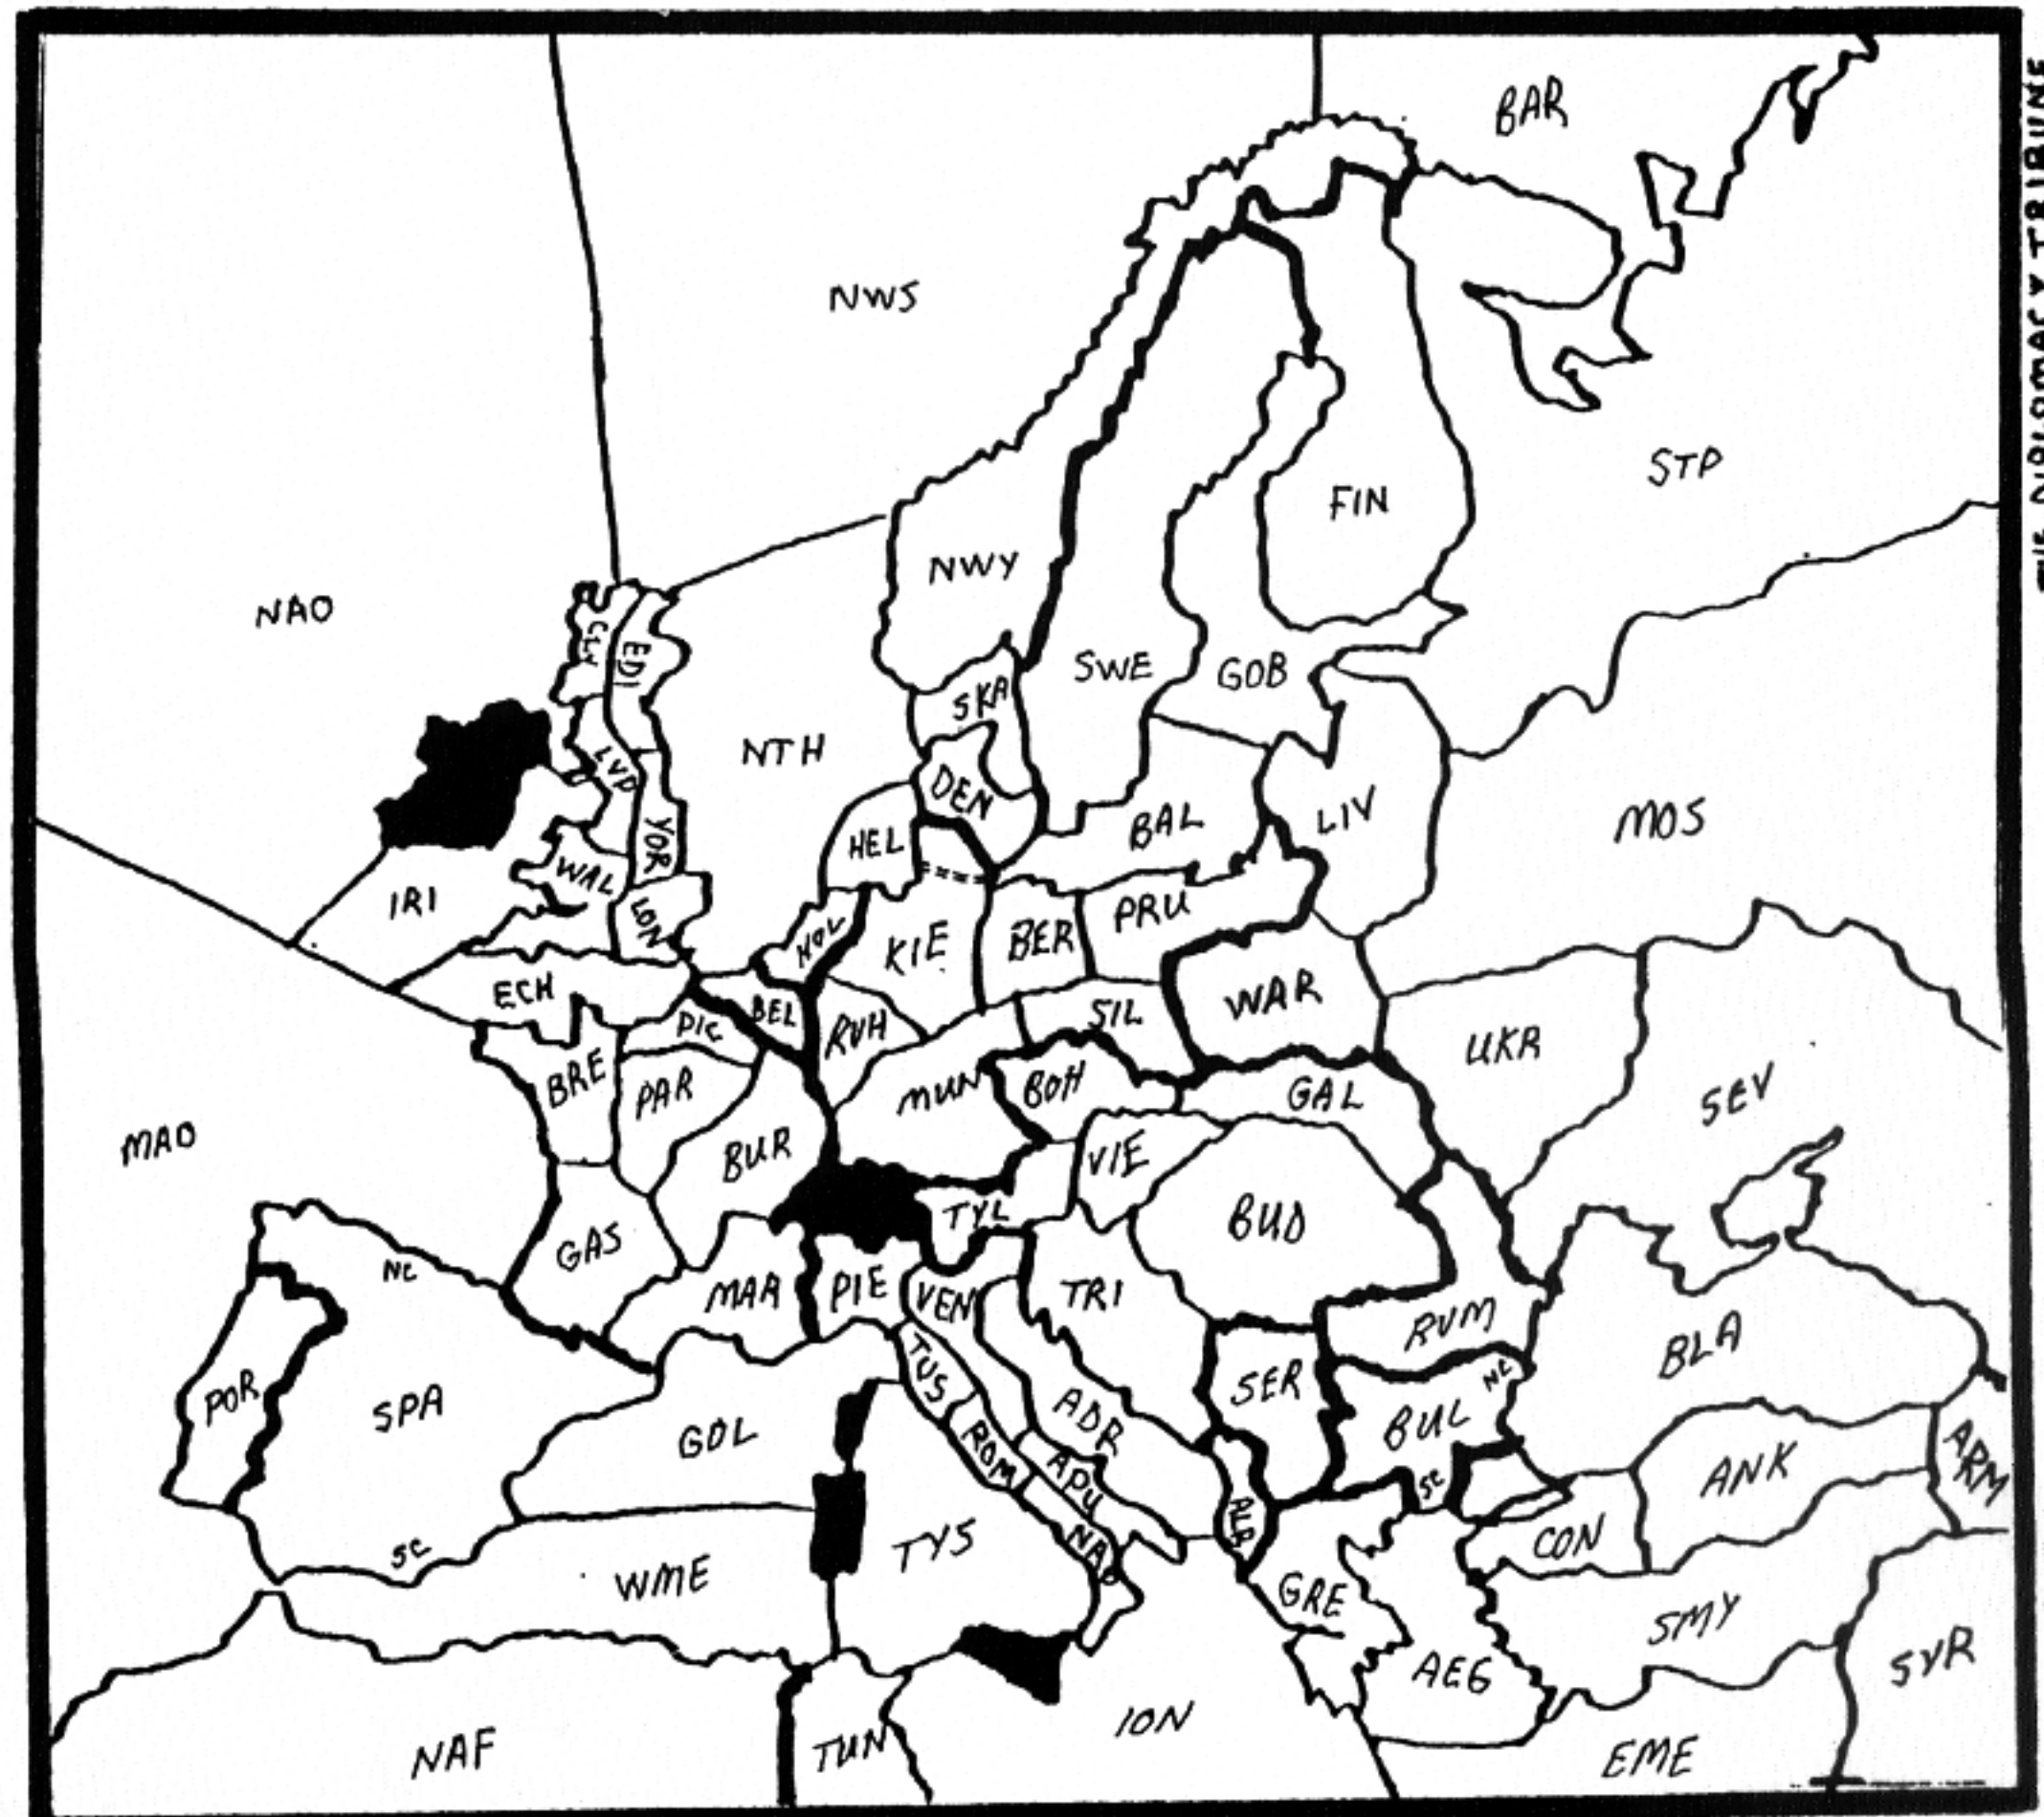 BAR
THE DIPLOMACY TRIBUNE
NWS
STP
FIN
NWY
NAO
CLY
EDI
SWE
GOB
SKA
NTH
LVP
DEN
HEL
BAL
LIV
MOS
YOR
WAL
IRI
LON
HOL
KIE
BER
PRU
ECH
BEL
PIC
RUH
SIL
WAR
UKR
BRE
PAR
MUN
BOH
GAL
SEV
MAO
BUR
VIE
TYL
BUD
GAS
NC
MAR
PIE
VEN
TRI
RUM
BLA
POR
SPA
TUS
SER
NC
GOL
ADR
BUL
ROM
APU
SC
ANK
ARM
ALB
SC
WME
TYS
NAP
CON
GRE
SMY
AEG
SYR
NAF
TUN
ION
EME